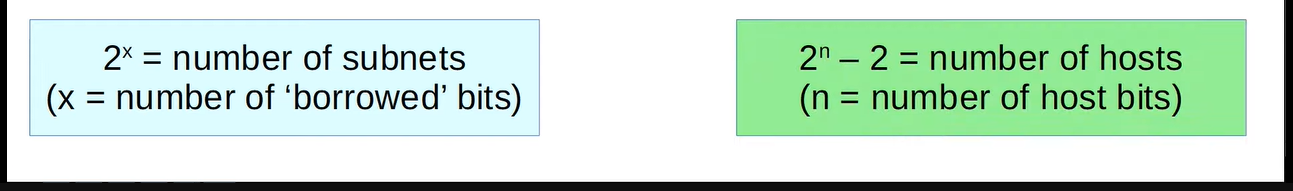 2ˣ = number of subnets
(x = number of ‘borrowed’ bits)
2ⁿ – 2 = number of hosts
(n = number of host bits)